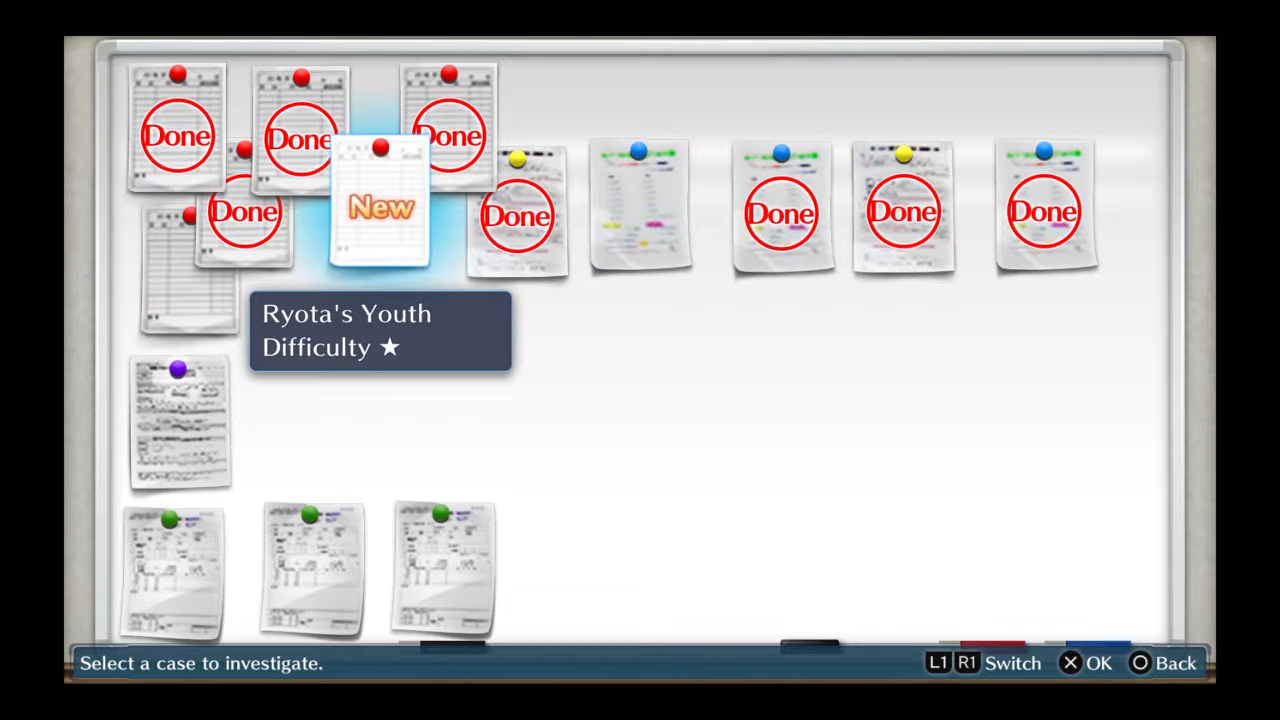 Done
Done
Done
Done
New
Done
Done
Done
Done
Ryota's Youth
Difficulty ★
Select a case to investigate.
L1 R1 Switch
OK
Back